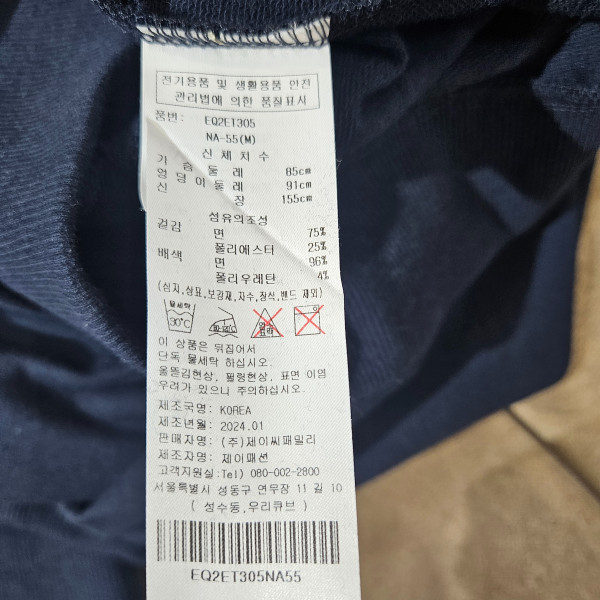 전기용품 및 생활용품 안전
관리법에 의한 품질표시
품번: EQ2ET305
NA-55(M)
신 체 치 수
가 슴 둘 레 85cm
엉 덩 이 둘 레 91cm
신 장 155cm
섬유의조성
겉감 면 75%
폴리에스터 25%
배색 면 96%
폴리우레탄 4%
(심지,상표,보강재,자수,장식,밴드 제외)
물세탁
30℃
이 상품은 뒤집어서
단독 물세탁 하십시오.
올뜯김현상, 필링현상, 표면 이염
우려가 있으니 주의하십시오.
제조국명: KOREA
제조년월: 2024.01
판매자명: (주)제이씨패밀리
제조자명: 제이패션
고객지원실:Tel) 080-002-2800
서울특별시 성동구 연무장 11 길 10
( 성수동,우리큐브 )
EQ2ET305NA55